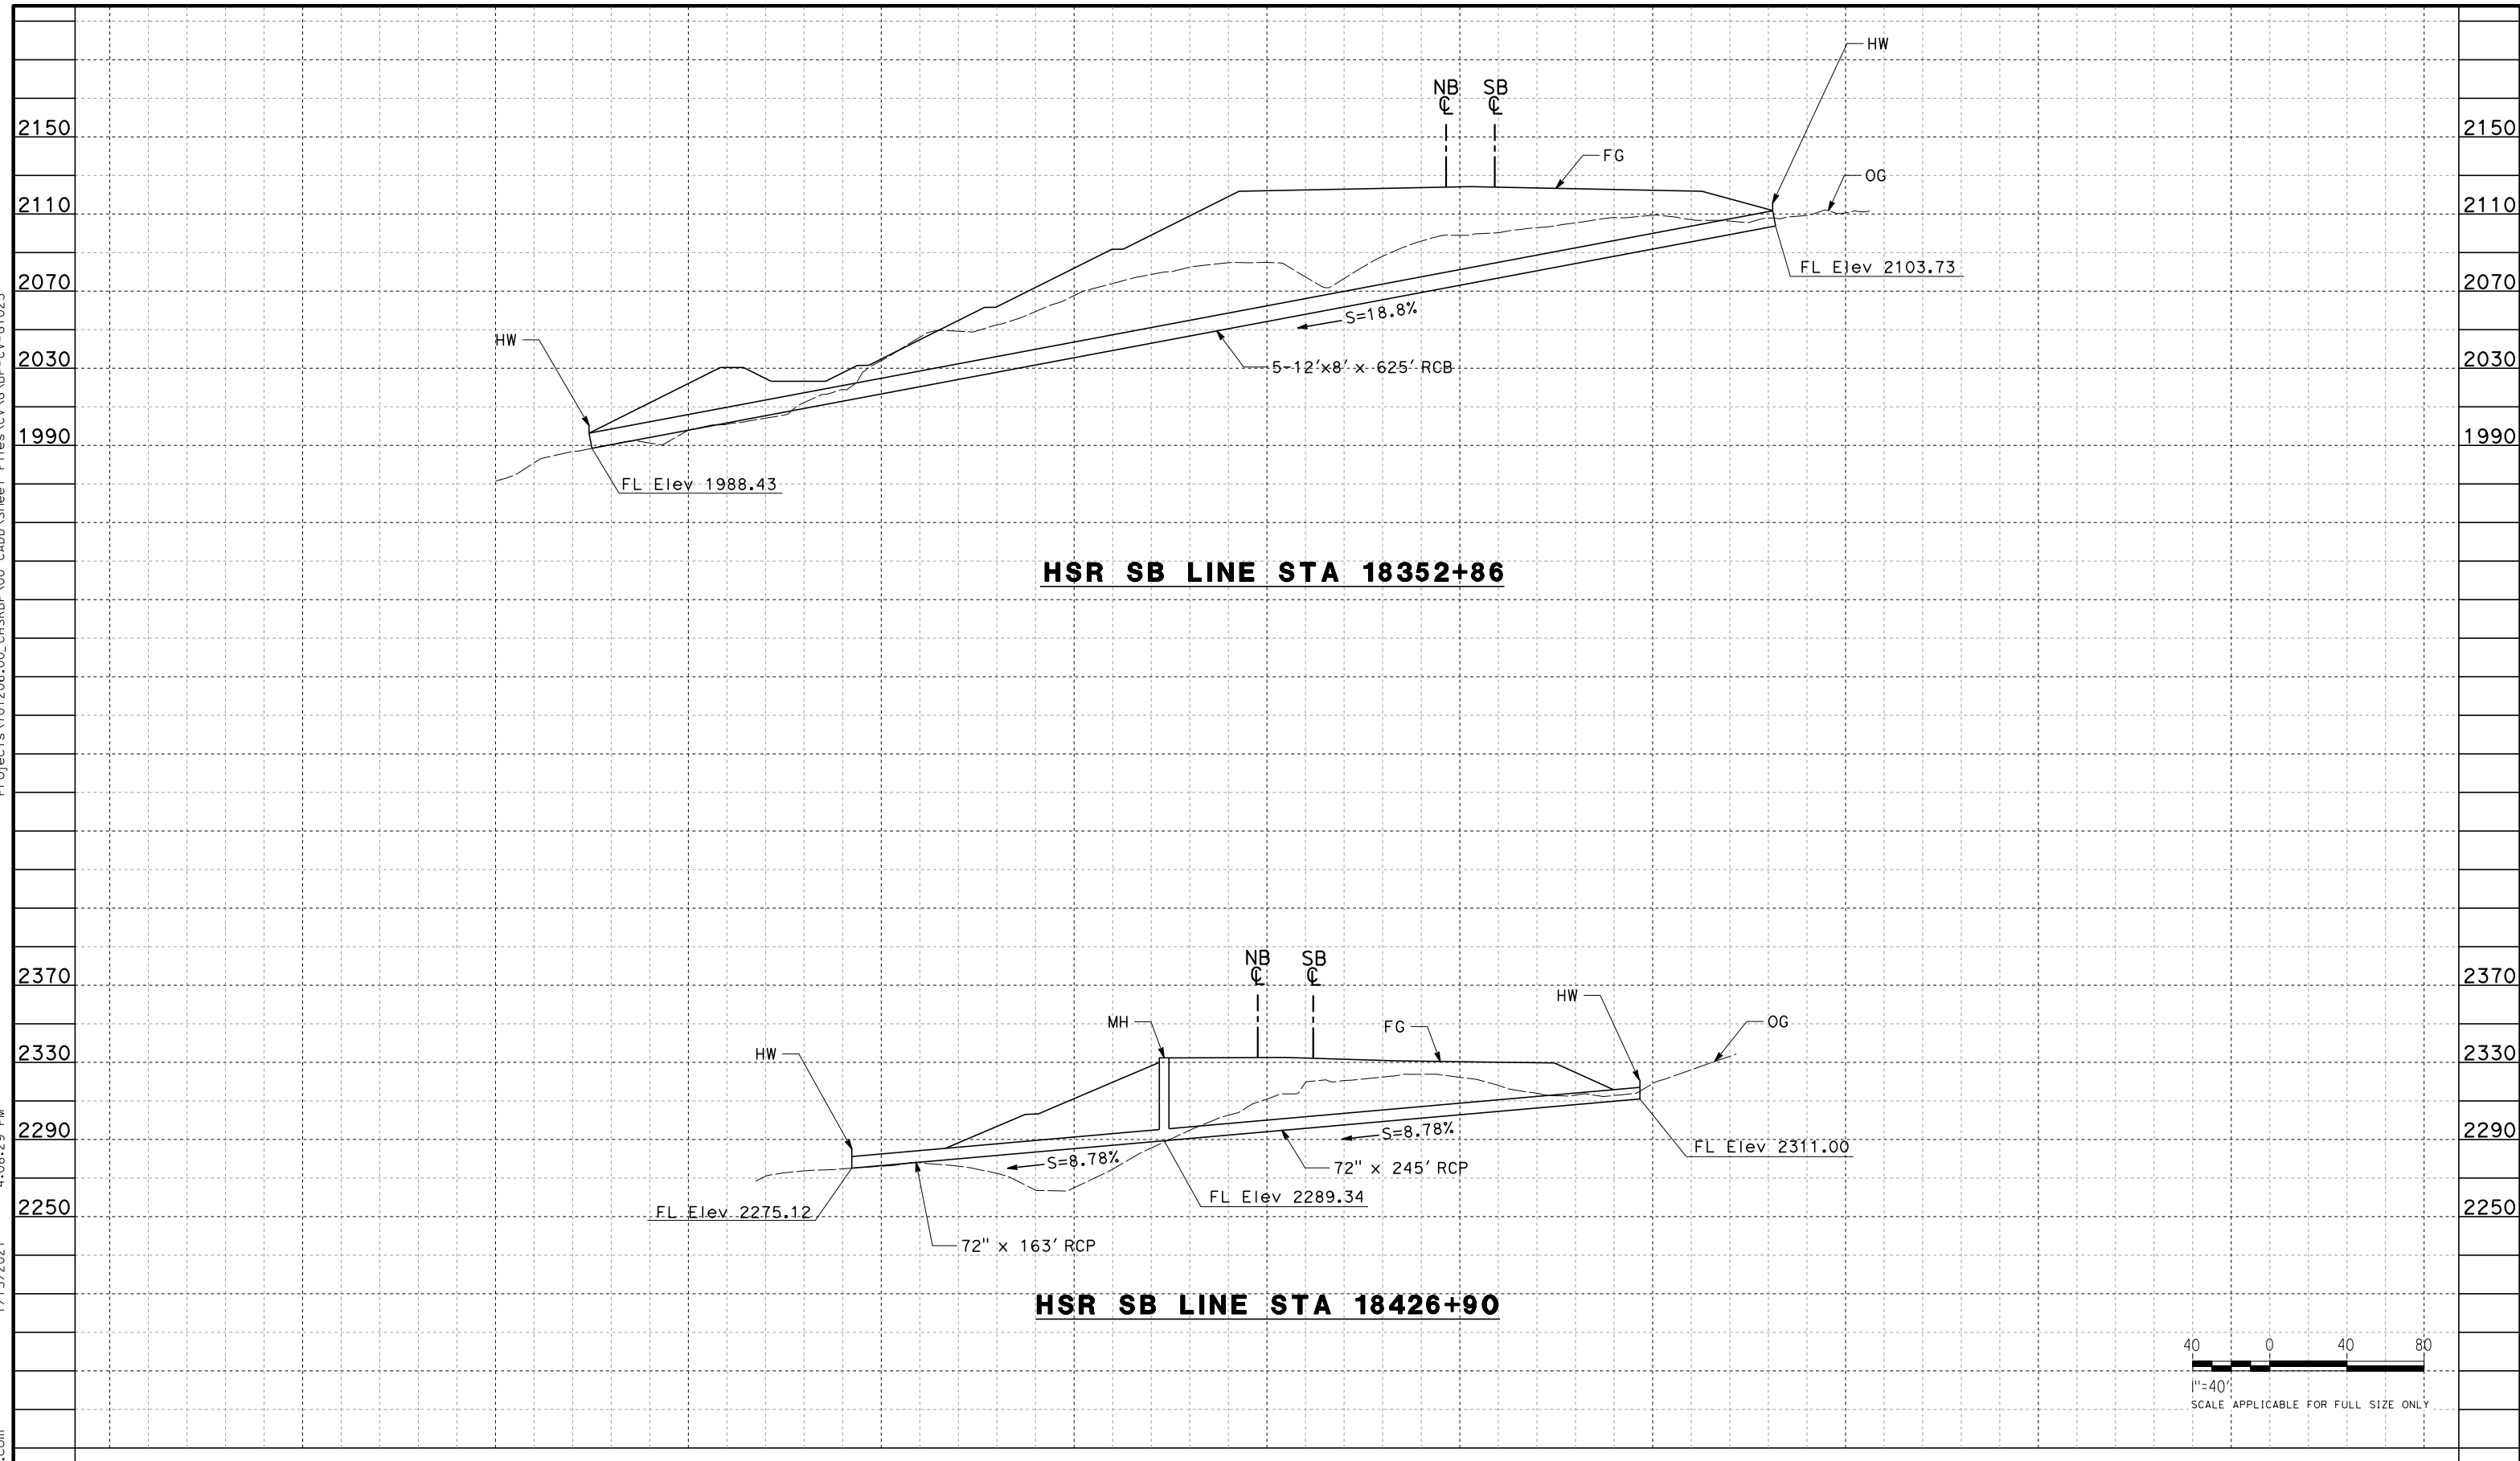 HW
NB SB
℄ ℄
2150 2150
FG
OG
2110 2110
FL Elev 2103.73
2070 2070
S=18.8%
HW
2030 2030
5-12'x8' x 625' RCB
1990 1990
FL Elev 1988.43
HSR SB LINE STA 18352+86
NB SB
℄ ℄
2370 2370
HW
MH
FG
OG
HW
2330 2330
2290 2290
S=8.78%
FL Elev 2311.00
S=8.78%
72" x 245' RCP
FL Elev 2289.34
FL Elev 2275.12
2250 2250
72" x 163' RCP
HSR SB LINE STA 18426+90
40 0 40 80
1"=40'
SCALE APPLICABLE FOR FULL SIZE ONLY